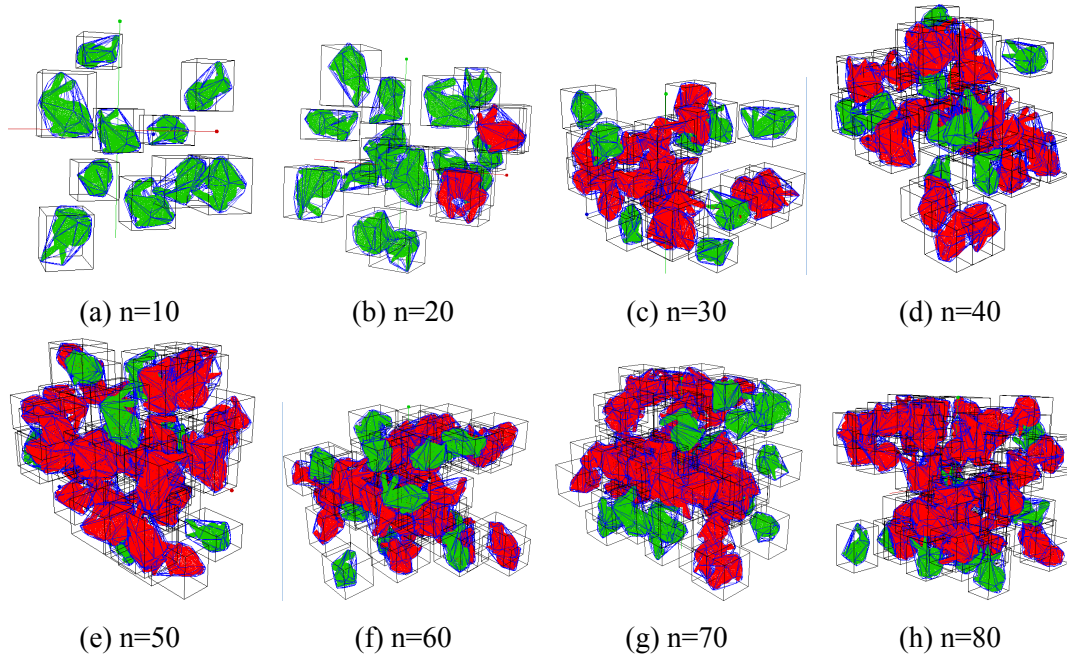 (a) n=10
(b) n=20
(c) n=30
(d) n=40
(e) n=50
(f) n=60
(g) n=70
(h) n=80